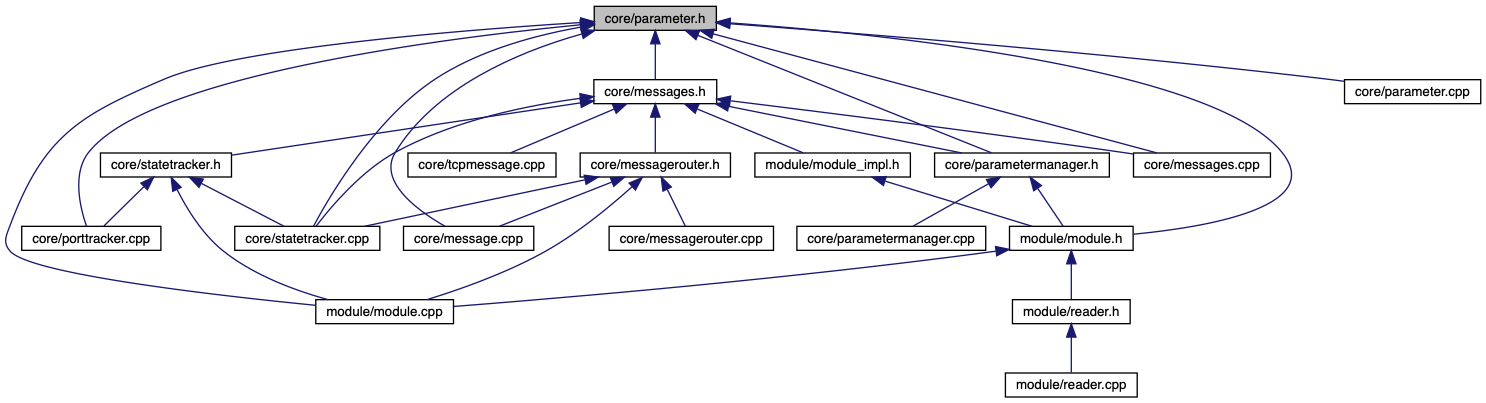 core/parameter.h
core/messages.h
core/parameter.cpp
core/statetracker.h
core/tcpmessage.cpp
core/messagerouter.h
module/module_impl.h
core/parametermanager.h
core/messages.cpp
core/porttracker.cpp
core/statetracker.cpp
core/message.cpp
core/messagerouter.cpp
core/parametermanager.cpp
module/module.h
module/module.cpp
module/reader.h
module/reader.cpp